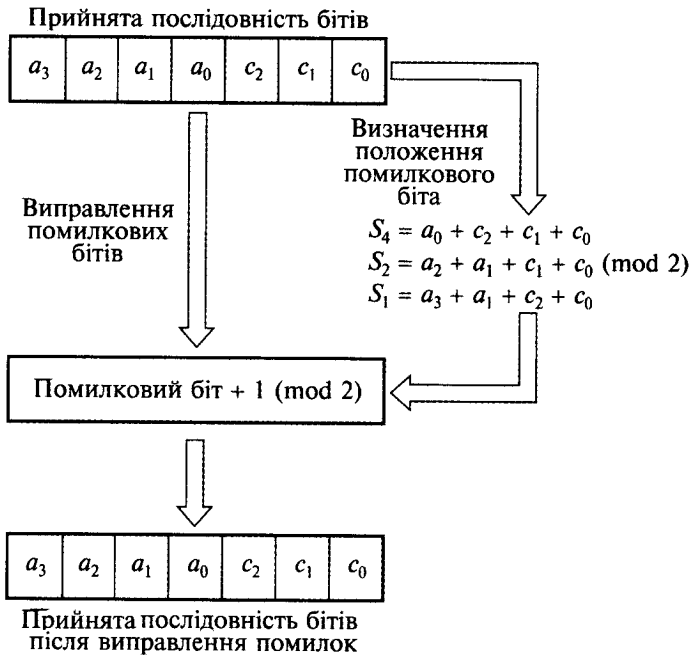 Прийнята послідовність бітів
a₃ a₂ a₁ a₀ c₂ c₁ c₀
Визначення
положення
помилкового
біта
Виправлення
помилкових
бітів
S₄ = a₀ + c₂ + c₁ + c₀
S₂ = a₂ + a₁ + c₁ + c₀ (mod 2)
S₁ = a₃ + a₁ + c₂ + c₀
Помилковий біт + 1 (mod 2)
a₃ a₂ a₁ a₀ c₂ c₁ c₀
Прийнята послідовність бітів
після виправлення помилок